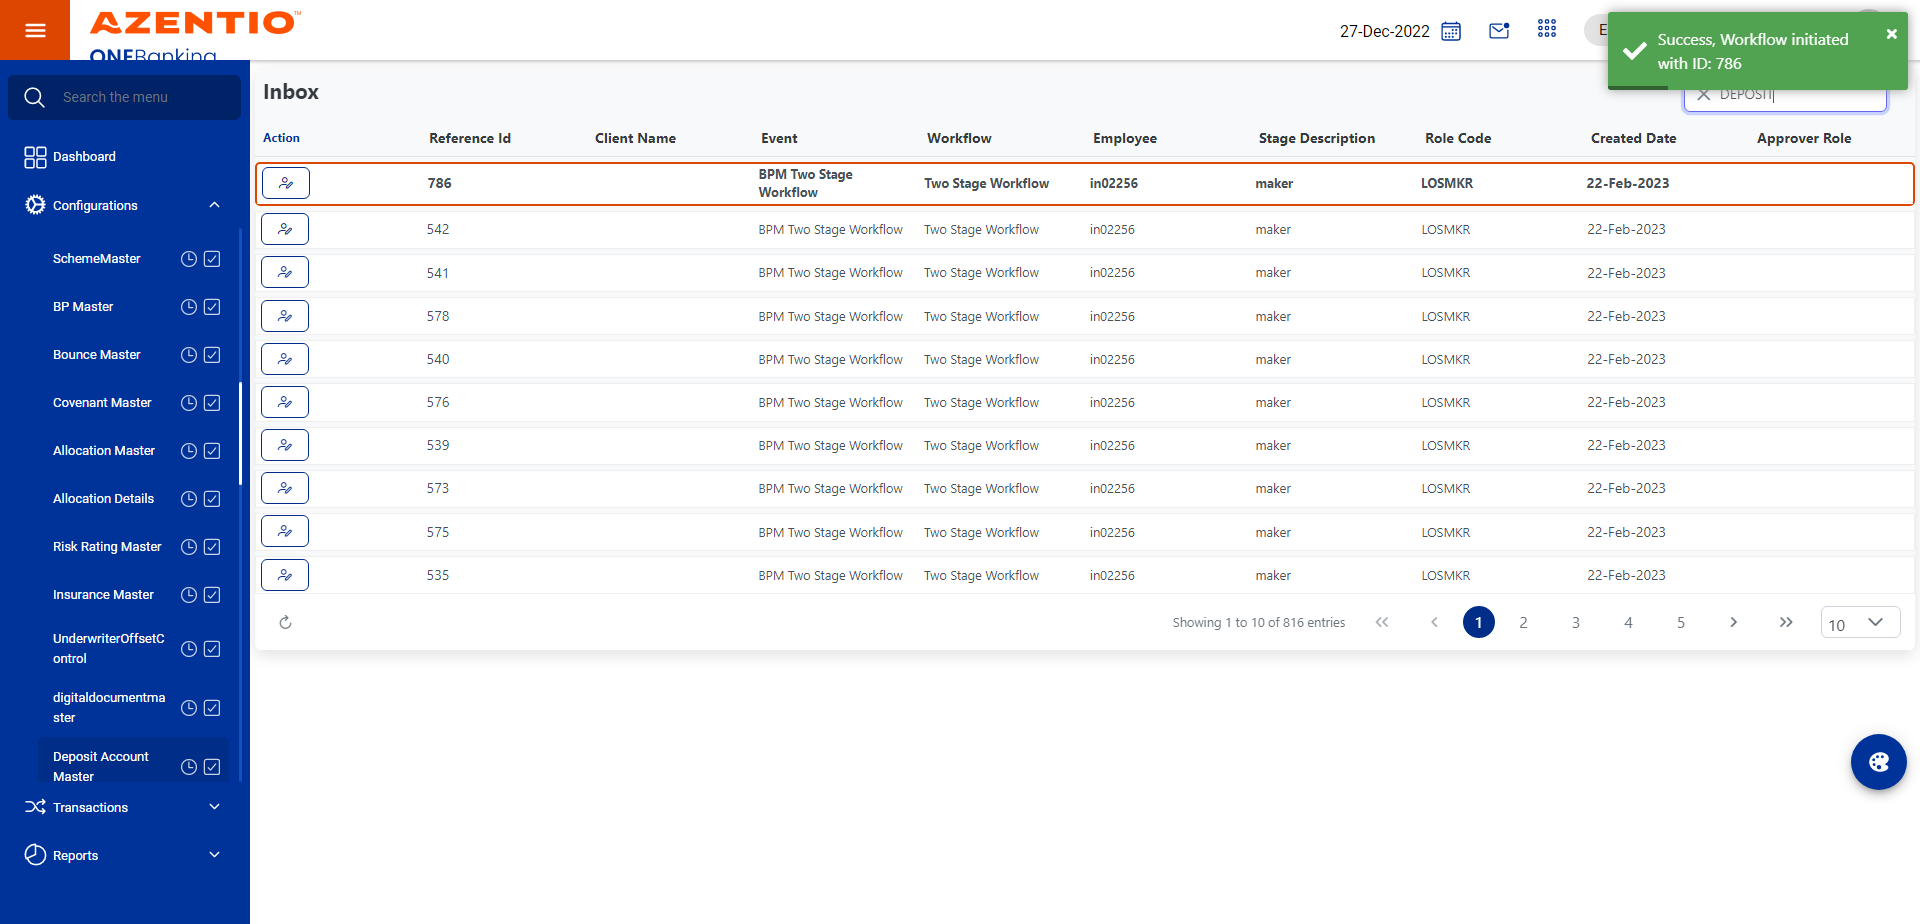 AZENTIO™
ONEBanking
27-Dec-2022
E
Success, Workflow initiated
with ID: 786
Search the menu
Inbox
DEPOSIT
Action Reference Id Client Name Event Workflow Employee Stage Description Role Code Created Date Approver Role
786 BPM Two Stage Workflow Two Stage Workflow in02256 maker LOSMKR 22-Feb-2023
542 BPM Two Stage Workflow Two Stage Workflow in02256 maker LOSMKR 22-Feb-2023
541 BPM Two Stage Workflow Two Stage Workflow in02256 maker LOSMKR 22-Feb-2023
578 BPM Two Stage Workflow Two Stage Workflow in02256 maker LOSMKR 22-Feb-2023
540 BPM Two Stage Workflow Two Stage Workflow in02256 maker LOSMKR 22-Feb-2023
576 BPM Two Stage Workflow Two Stage Workflow in02256 maker LOSMKR 22-Feb-2023
539 BPM Two Stage Workflow Two Stage Workflow in02256 maker LOSMKR 22-Feb-2023
573 BPM Two Stage Workflow Two Stage Workflow in02256 maker LOSMKR 22-Feb-2023
575 BPM Two Stage Workflow Two Stage Workflow in02256 maker LOSMKR 22-Feb-2023
535 BPM Two Stage Workflow Two Stage Workflow in02256 maker LOSMKR 22-Feb-2023
Showing 1 to 10 of 816 entries 1 2 3 4 5 10
Dashboard
Configurations
SchemeMaster
BP Master
Bounce Master
Covenant Master
Allocation Master
Allocation Details
Risk Rating Master
Insurance Master
UnderwriterOffsetC
ontrol
digitaldocumentma
ster
Deposit Account
Master
Transactions
Reports